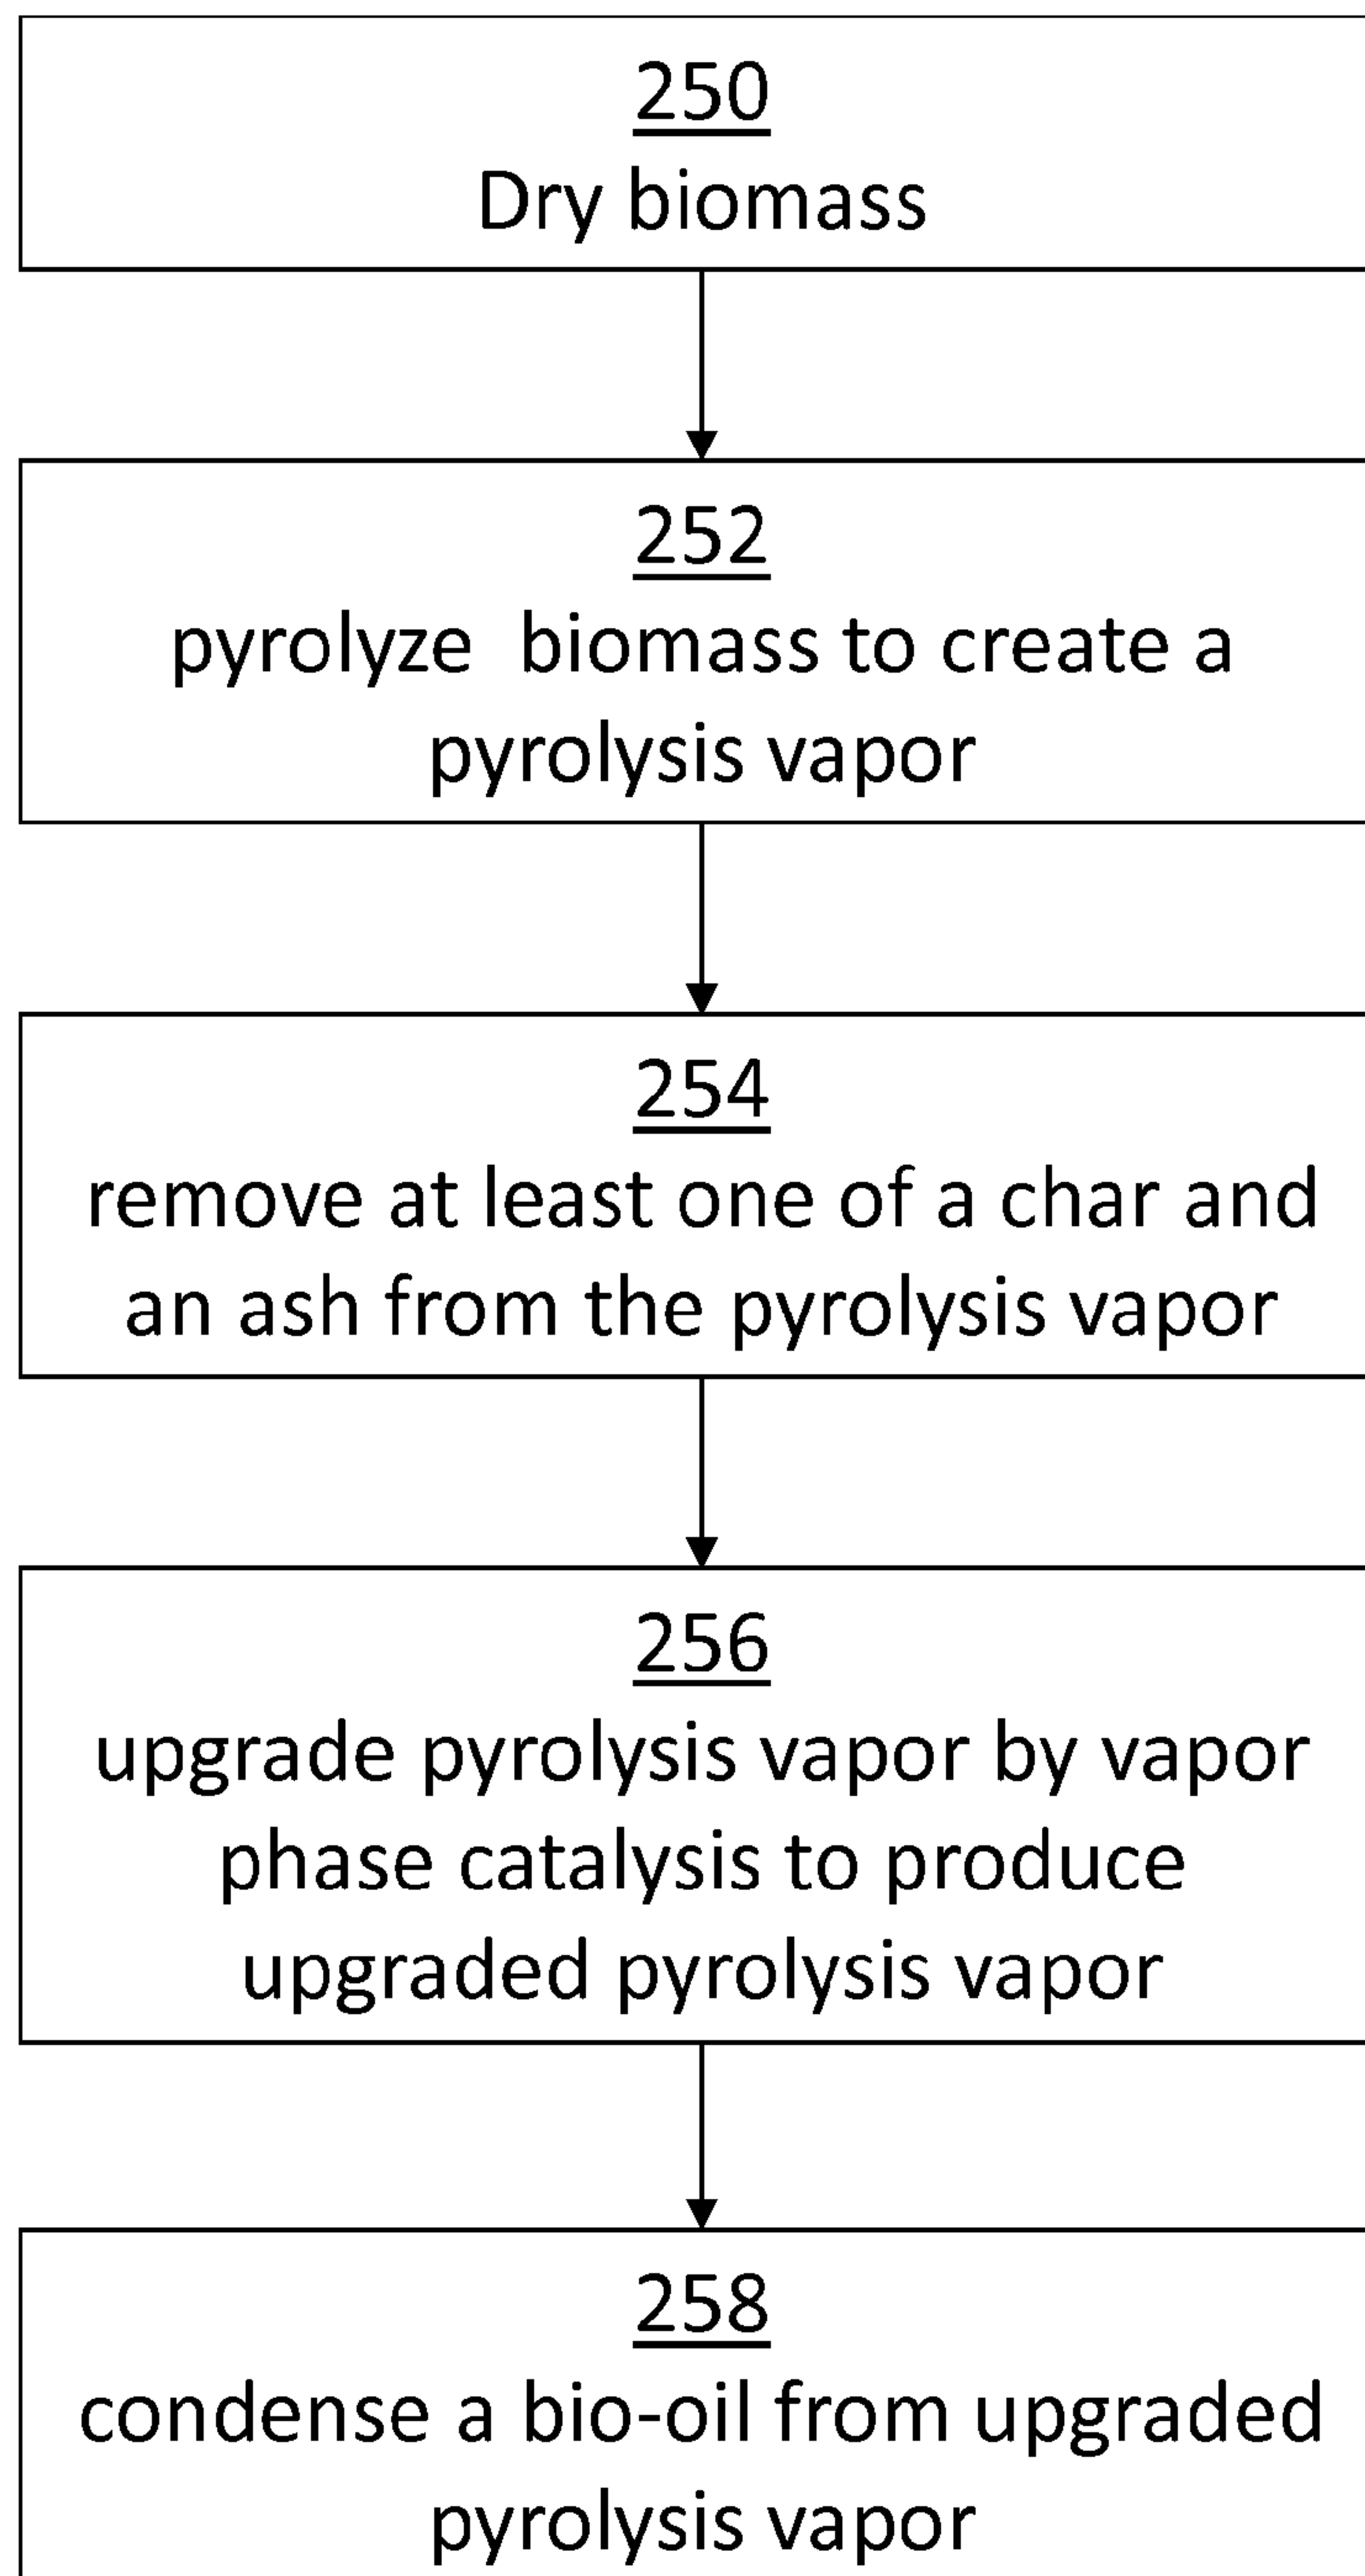 250
Dry biomass
252
pyrolyze biomass to create a
pyrolysis vapor
254
remove at least one of a char and
an ash from the pyrolysis vapor
256
upgrade pyrolysis vapor by vapor
phase catalysis to produce
upgraded pyrolysis vapor
258
condense a bio-oil from upgraded
pyrolysis vapor